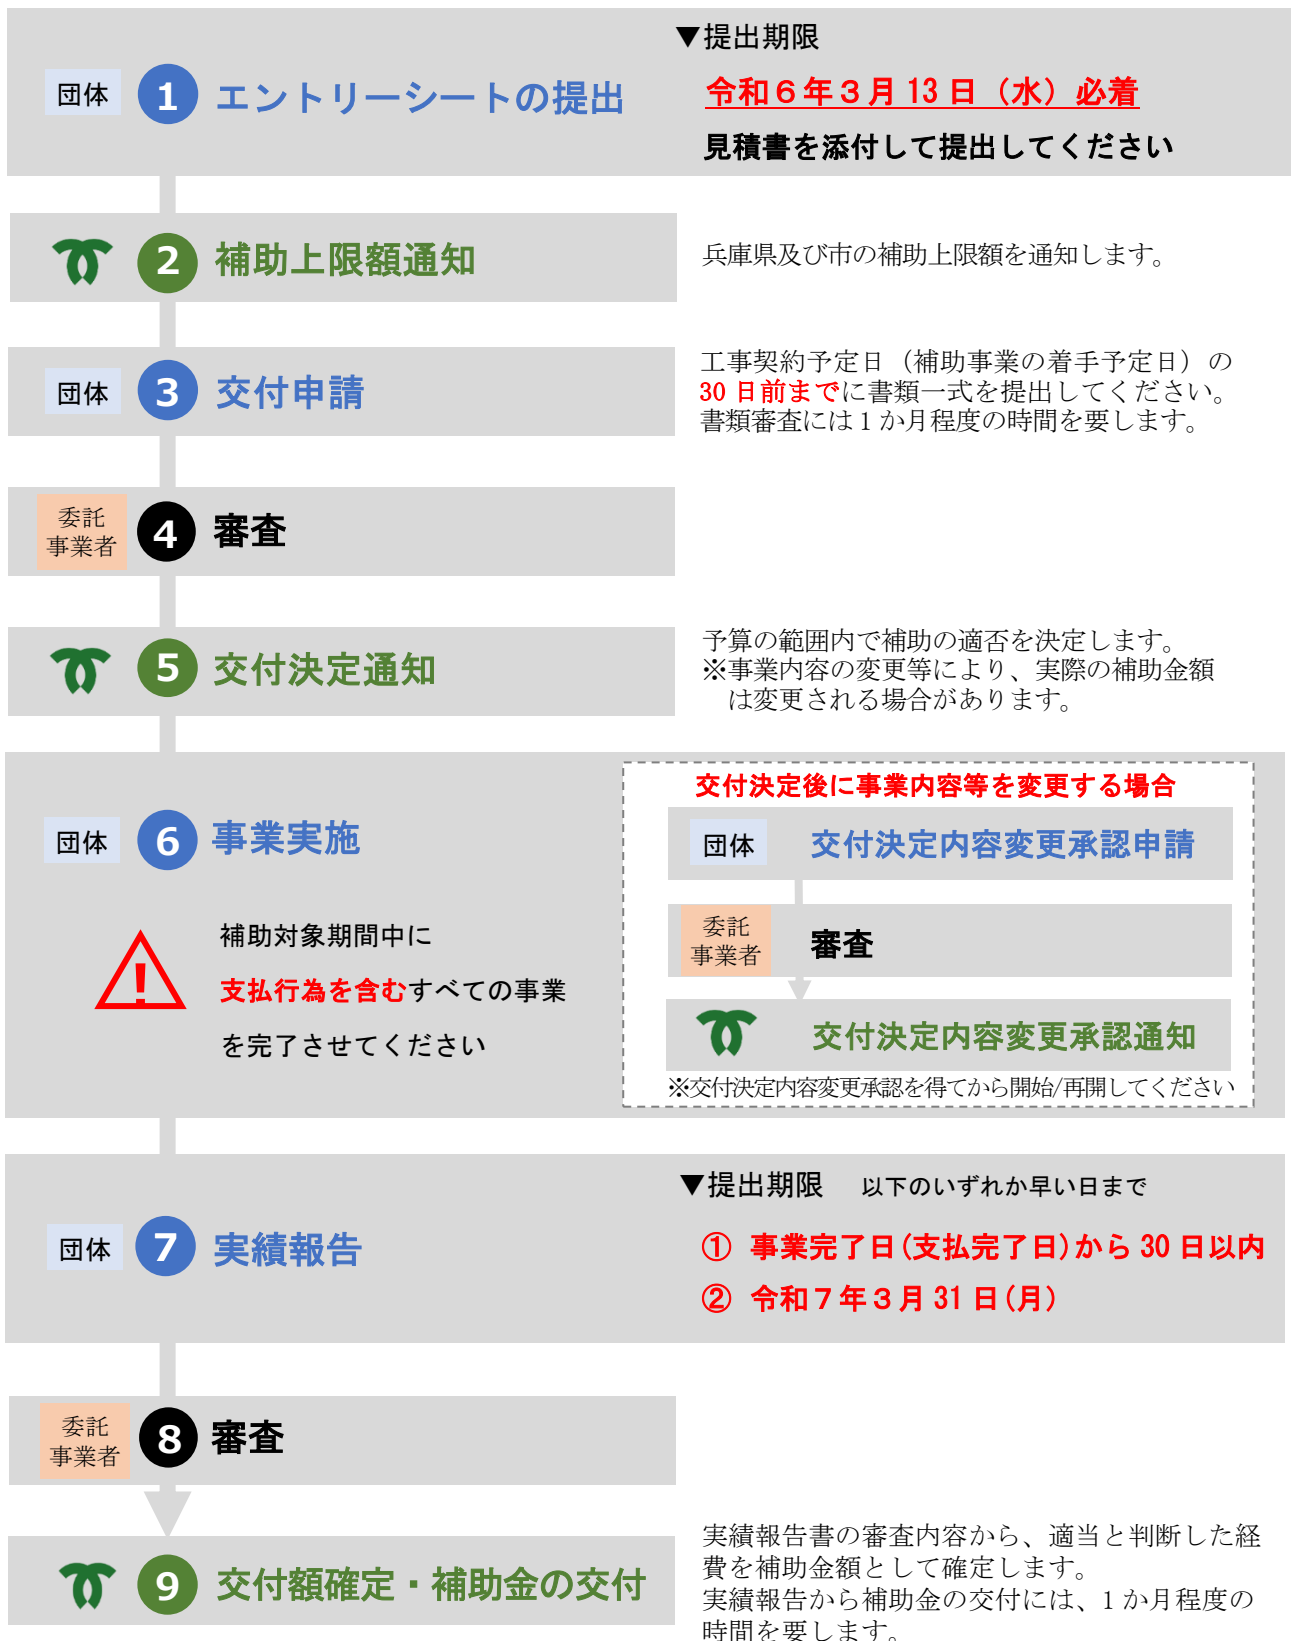 ▼提出期限
団体 1 エントリーシートの提出
令和６年３月 13 日（水）必着
見積書を添付して提出してください
2 補助上限額通知
兵庫県及び市の補助上限額を通知します。
団体 3 交付申請
工事契約予定日（補助事業の着手予定日）の
30 日前までに書類一式を提出してください。
書類審査には１か月程度の時間を要します。
委託
事業者
4 審査
5 交付決定通知
予算の範囲内で補助の適否を決定します。
※事業内容の変更等により、実際の補助金額
は変更される場合があります。
団体 6 事業実施
補助対象期間中に
支払行為を含むすべての事業
を完了させてください
交付決定後に事業内容等を変更する場合
団体 交付決定内容変更承認申請
委託
事業者
審査
交付決定内容変更承認通知
※交付決定内容変更承認を得てから開始/再開してください
▼提出期限 以下のいずれか早い日まで
団体 7 実績報告
① 事業完了日(支払完了日)から 30 日以内
② 令和７年３月 31 日(月)
委託
事業者
8 審査
9 交付額確定・補助金の交付
実績報告書の審査内容から、適当と判断した経
費を補助金額として確定します。
実績報告から補助金の交付には、1 か月程度の
時間を要します。